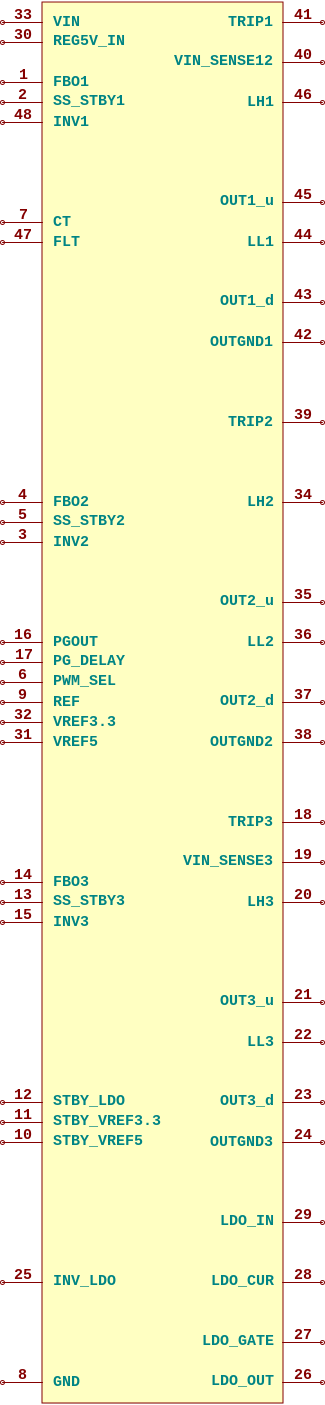 33 VIN TRIP1 41
30 REG5V_IN
VIN_SENSE12 40
1 FBO1
2 SS_STBY1 LH1 46
48 INV1
OUT1_u 45
7 CT
47 FLT LL1 44
OUT1_d 43
OUTGND1 42
TRIP2 39
4 FBO2 LH2 34
5 SS_STBY2
3 INV2
OUT2_u 35
16 PGOUT LL2 36
17 PG_DELAY
6 PWM_SEL
9 REF OUT2_d 37
32 VREF3.3
31 VREF5 OUTGND2 38
TRIP3 18
VIN_SENSE3 19
14 FBO3
13 SS_STBY3 LH3 20
15 INV3
OUT3_u 21
LL3 22
12 STBY_LDO OUT3_d 23
11 STBY_VREF3.3
10 STBY_VREF5 OUTGND3 24
LDO_IN 29
25 INV_LDO LDO_CUR 28
LDO_GATE 27
8 GND LDO_OUT 26